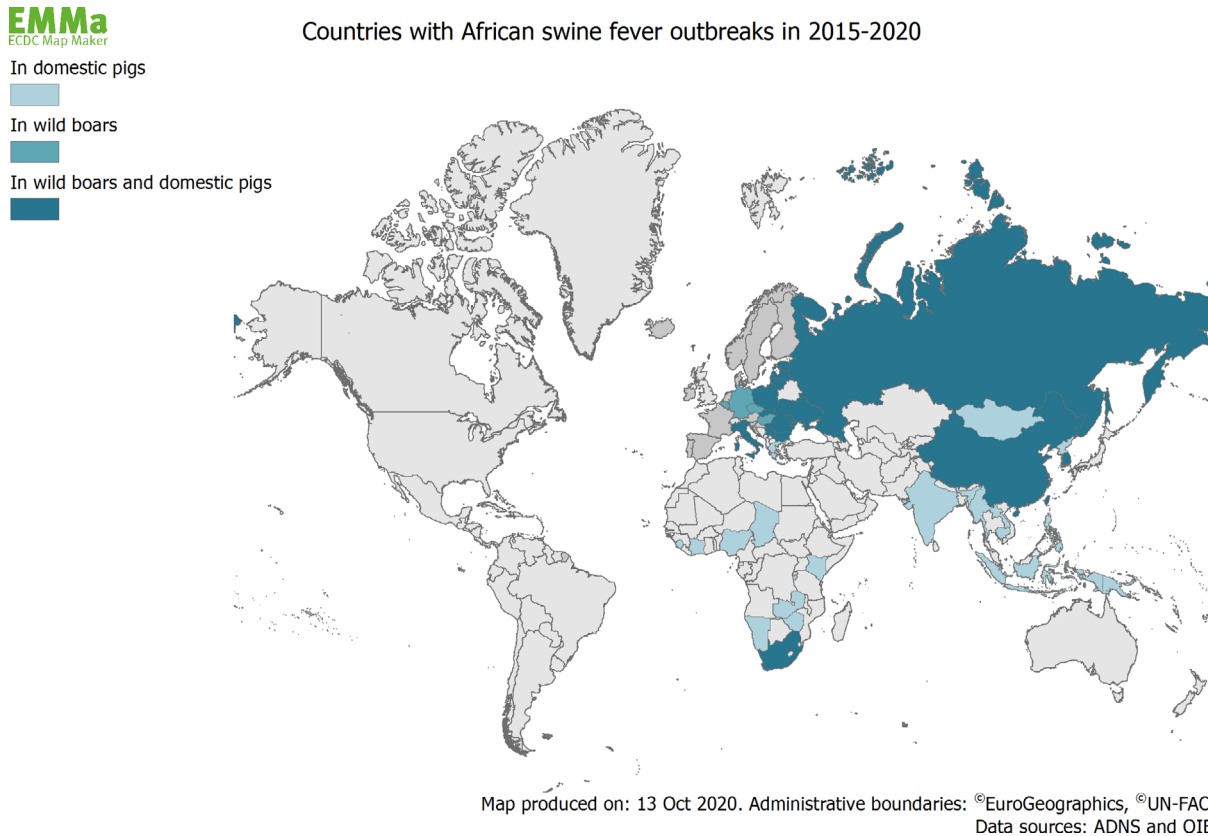 EMMa
ECDC Map Maker
Countries with African swine fever outbreaks in 2015-2020
In domestic pigs
In wild boars
In wild boars and domestic pigs
Map produced on: 13 Oct 2020. Administrative boundaries: ©EuroGeographics, ©UN-FAO
Data sources: ADNS and OIE